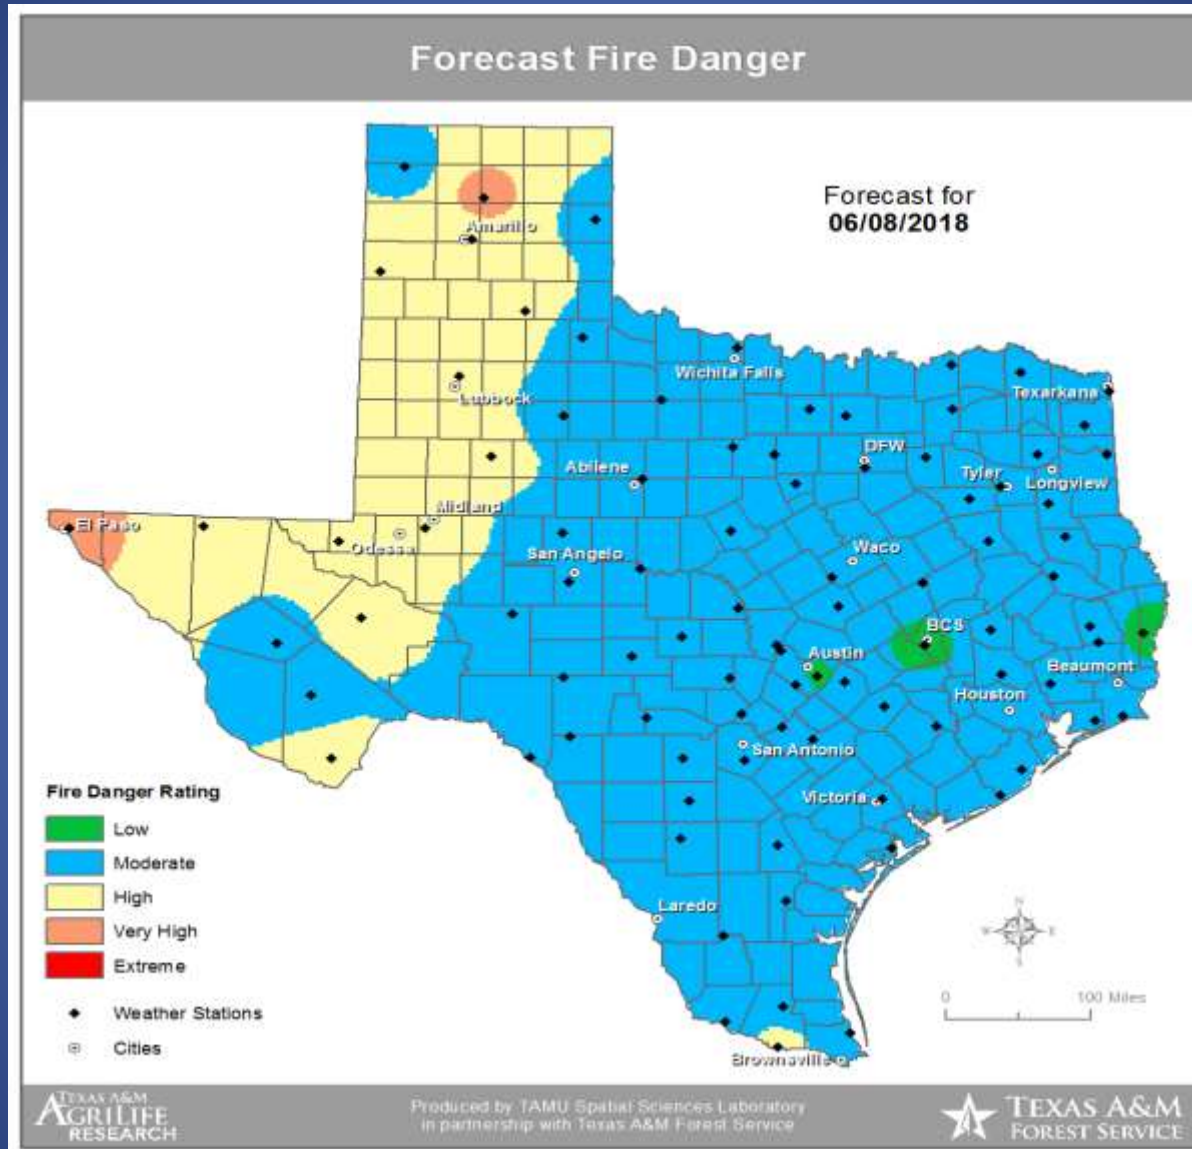 Forecast Fire Danger
Forecast for
06/08/2018
Amarillo
Wichita Falls
Texarkana
Lubbock
DFW
Abilene
Tyler
Longview
Midland
El Paso
Odessa
San Angelo
Waco
BCS
Austin
Beaumont
Houston
San Antonio
Victoria
Laredo
Brownsville
Fire Danger Rating
Low
Moderate
High
Very High
Extreme
Weather Stations
Cities
N
W E
S
0 100 Miles
TEXAS A&M
AGRILIFE
RESEARCH
Produced by TAMU Spatial Sciences Laboratory
in partnership with Texas A&M Forest Service
TEXAS A&M
FOREST SERVICE